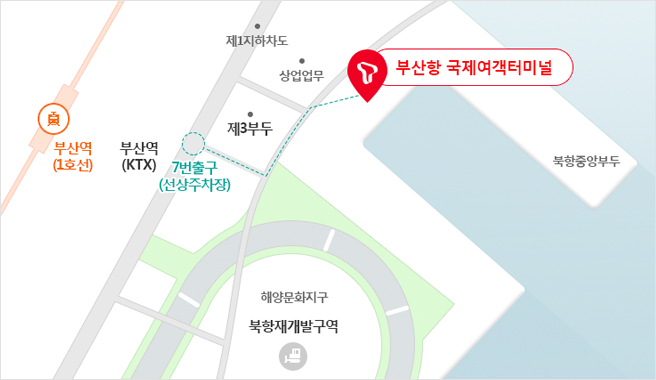 제1지하차도
상업업무
부산항 국제여객터미널
제3부두
부산역
(1호선)
부산역
(KTX)
7번출구
(선상주차장)
북항중앙부두
해양문화지구
북항재개발구역